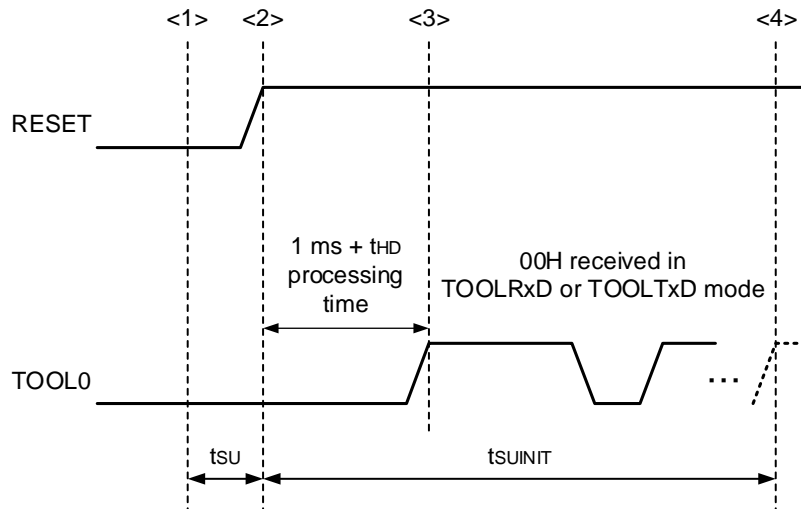 <1> <2> <3> <4>
RESET
1 ms + tHD
processing
time
00H received in
TOOLRxD or TOOLTxD mode
TOOL0
...
tSU
tSUINIT